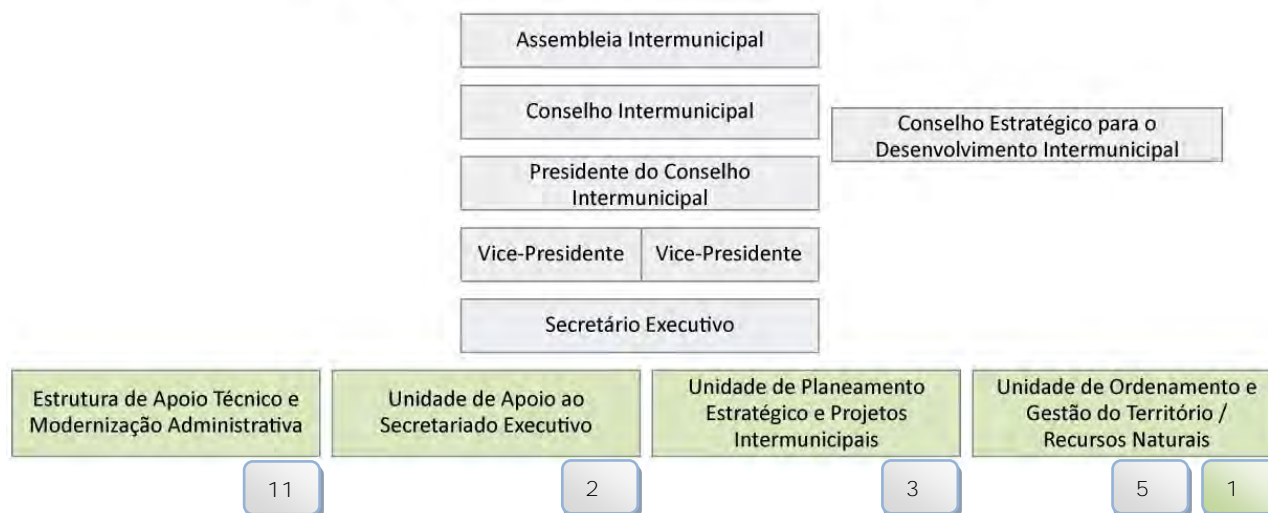 Assembleia Intermunicipal
Conselho Intermunicipal
Conselho Estratégico para o
Desenvolvimento Intermunicipal
Presidente do Conselho
Intermunicipal
Vice-Presidente
Vice-Presidente
Secretário Executivo
Estrutura de Apoio Técnico e
Modernização Administrativa
Unidade de Apoio ao
Secretariado Executivo
Unidade de Planeamento
Estratégico e Projetos
Intermunicipais
Unidade de Ordenamento e
Gestão do Território /
Recursos Naturais
11
2
3
5
1